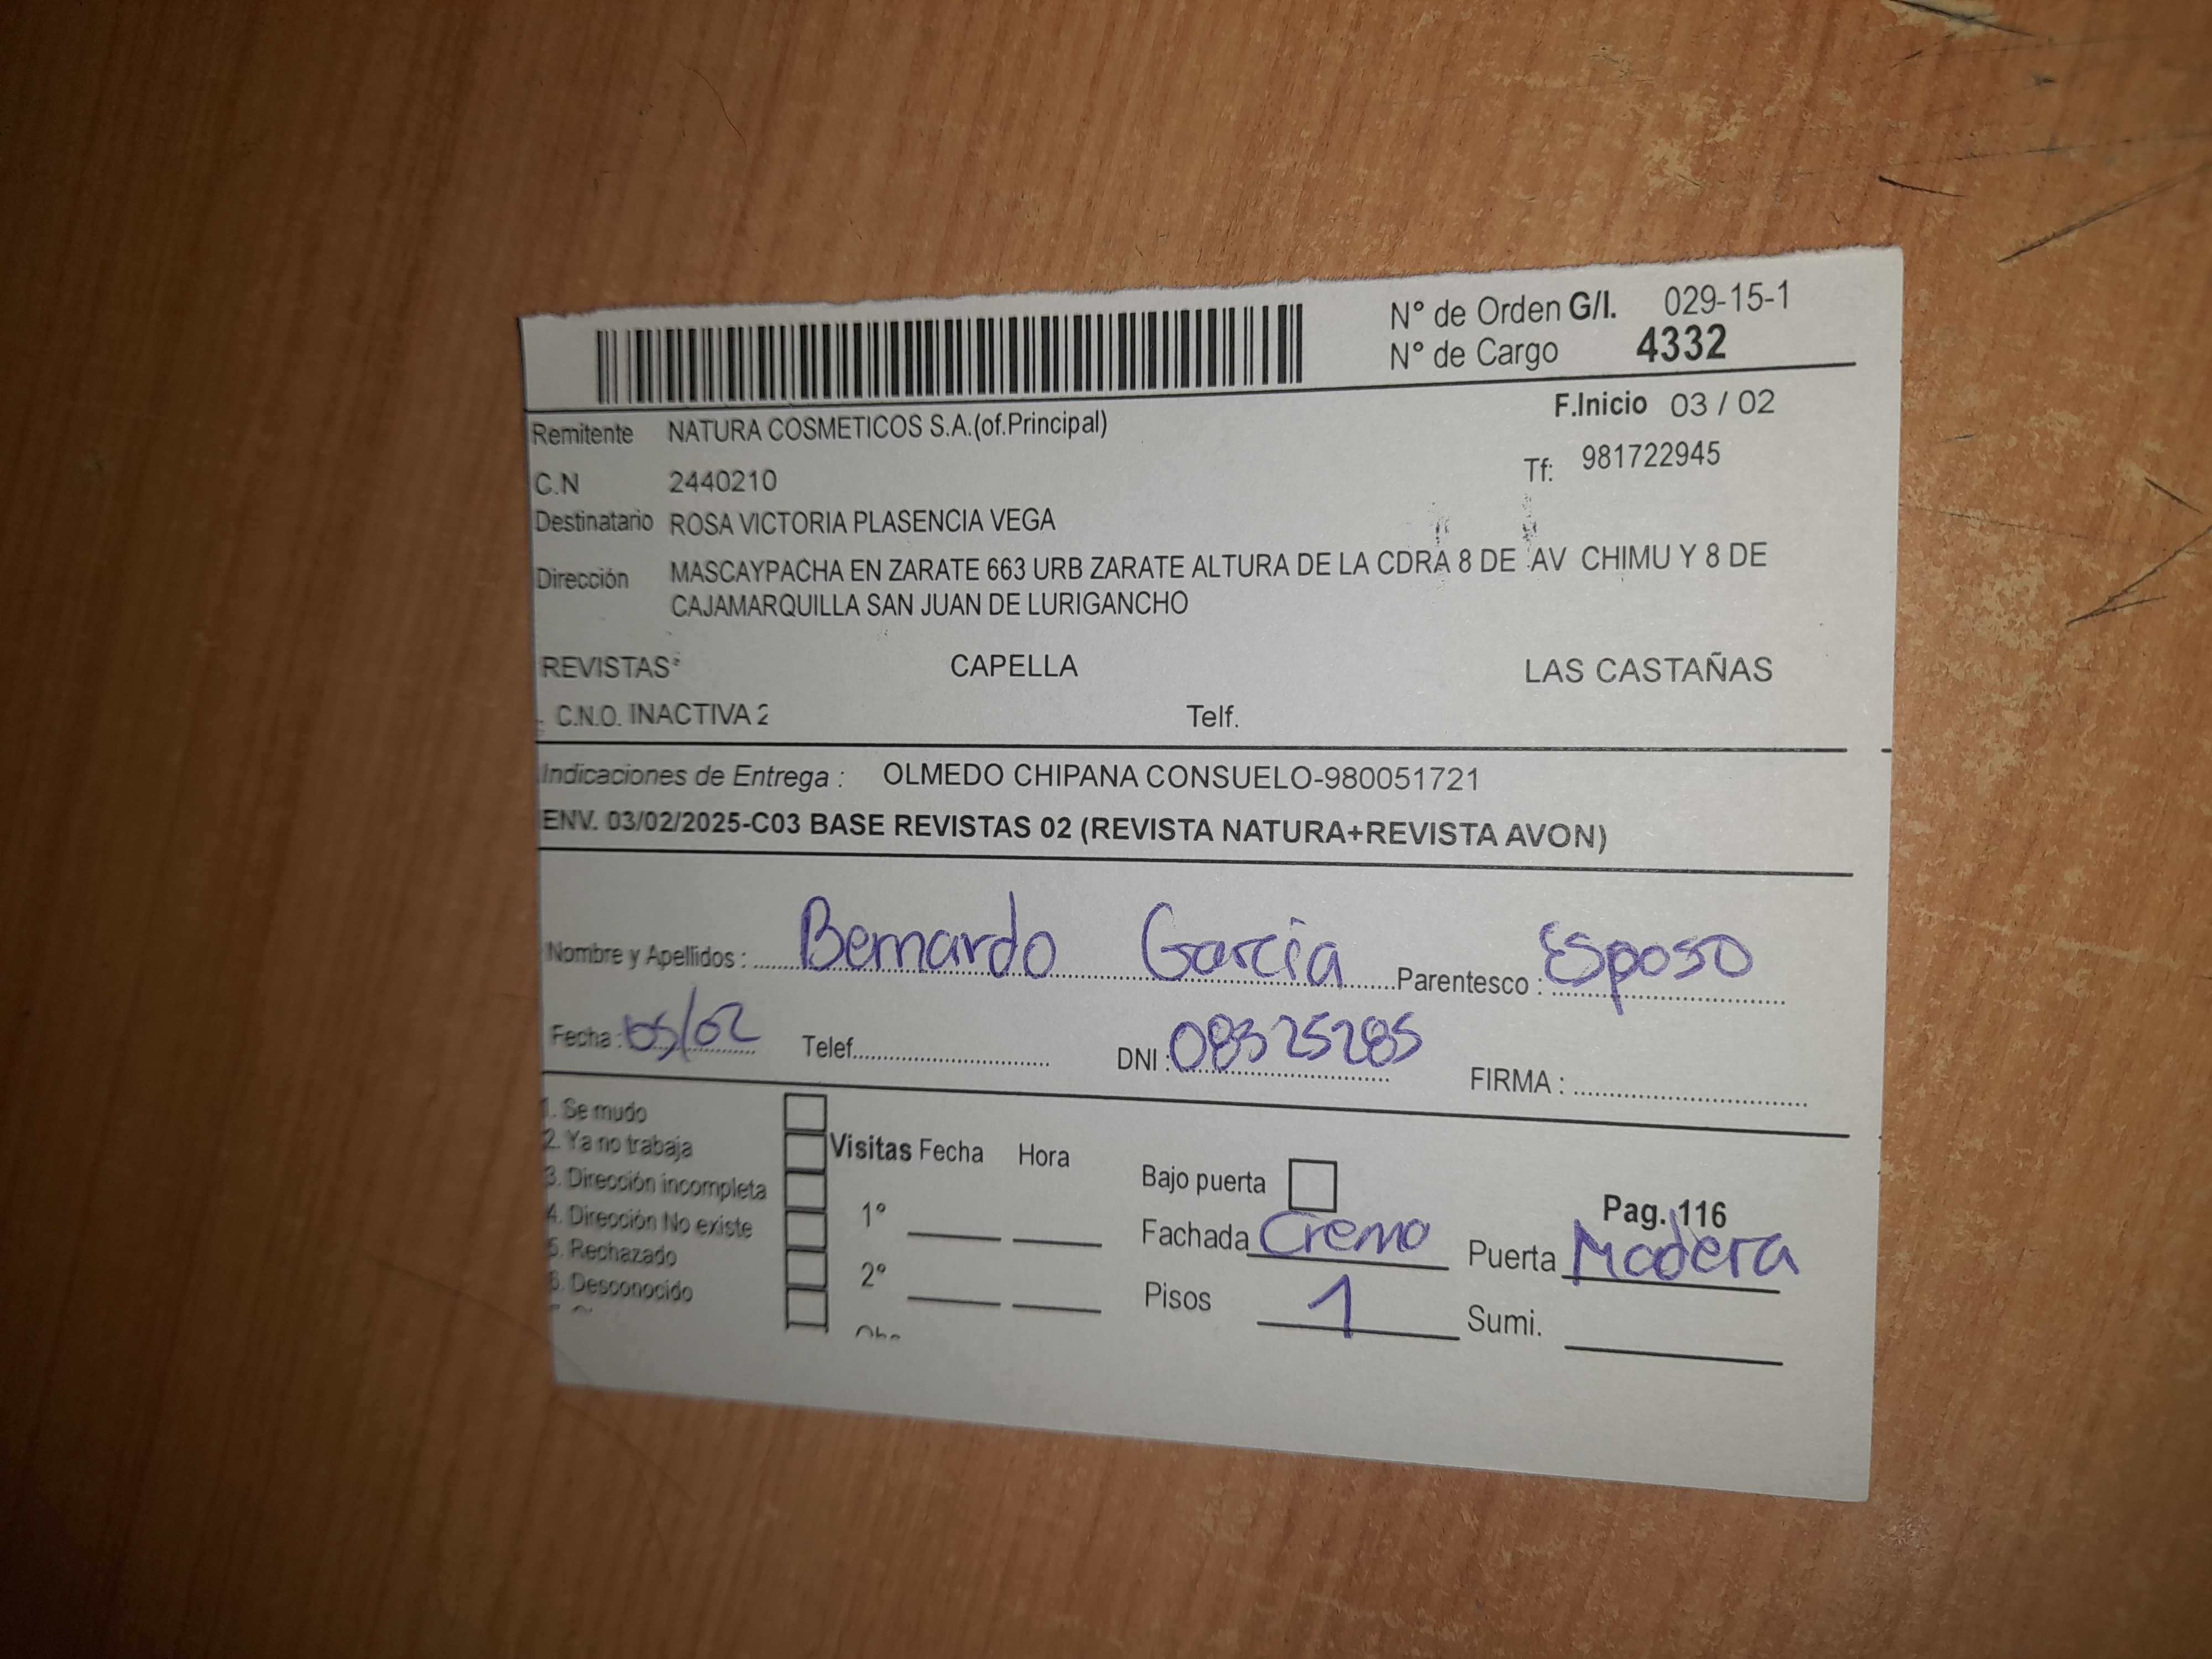 N° de Orden G/I. 029-15-1
N° de Cargo 4332
F.Inicio 03 / 02
Remitente NATURA COSMETICOS S.A.(of.Principal)
Tf: 981722945
C.N 2440210
Destinatario ROSA VICTORIA PLASENCIA VEGA
Dirección MASCAYPACHA EN ZARATE 663 URB ZARATE ALTURA DE LA CDRA 8 DE AV CHIMU Y 8 DE
CAJAMARQUILLA SAN JUAN DE LURIGANCHO
REVISTAS CAPELLA LAS CASTAÑAS
C.N.O. INACTIVA 2 Telf.
Indicaciones de Entrega : OLMEDO CHIPANA CONSUELO-980051721
ENV. 03/02/2025-C03 BASE REVISTAS 02 (REVISTA NATURA+REVISTA AVON)
Nombre y Apellidos : Bernardo García Parentesco : Esposo
Fecha : 05/02 Telef. DNI : 08325285 FIRMA :
1. Se mudo
2. Ya no trabaja Visitas Fecha Hora
3. Dirección incompleta Bajo puerta
4. Dirección No existe 1° Pag. 116
5. Rechazado Fachada Cremo Puerta Madera
6. Desconocido 2° Pisos 1 Sumi.